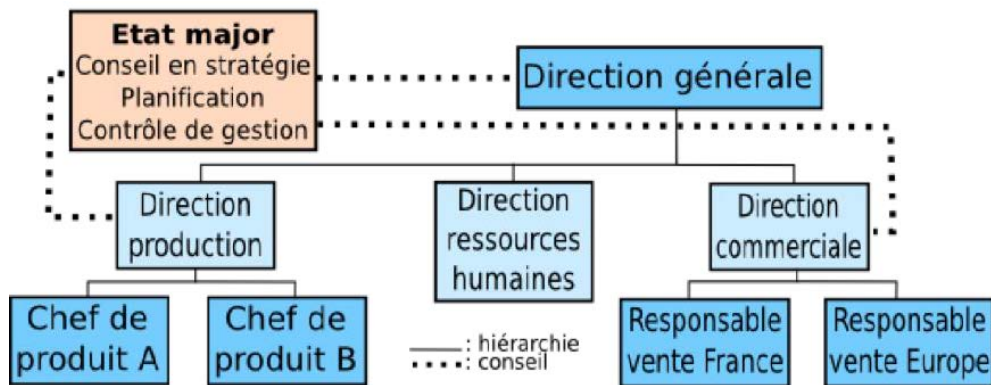 Etat major
Conseil en stratégie
Planification
Contrôle de gestion
Direction générale
Direction
production
Direction
ressources
humaines
Direction
commerciale
Chef de
produit A
Chef de
produit B
: hiérarchie
: conseil
Responsable
vente France
Responsable
vente Europe